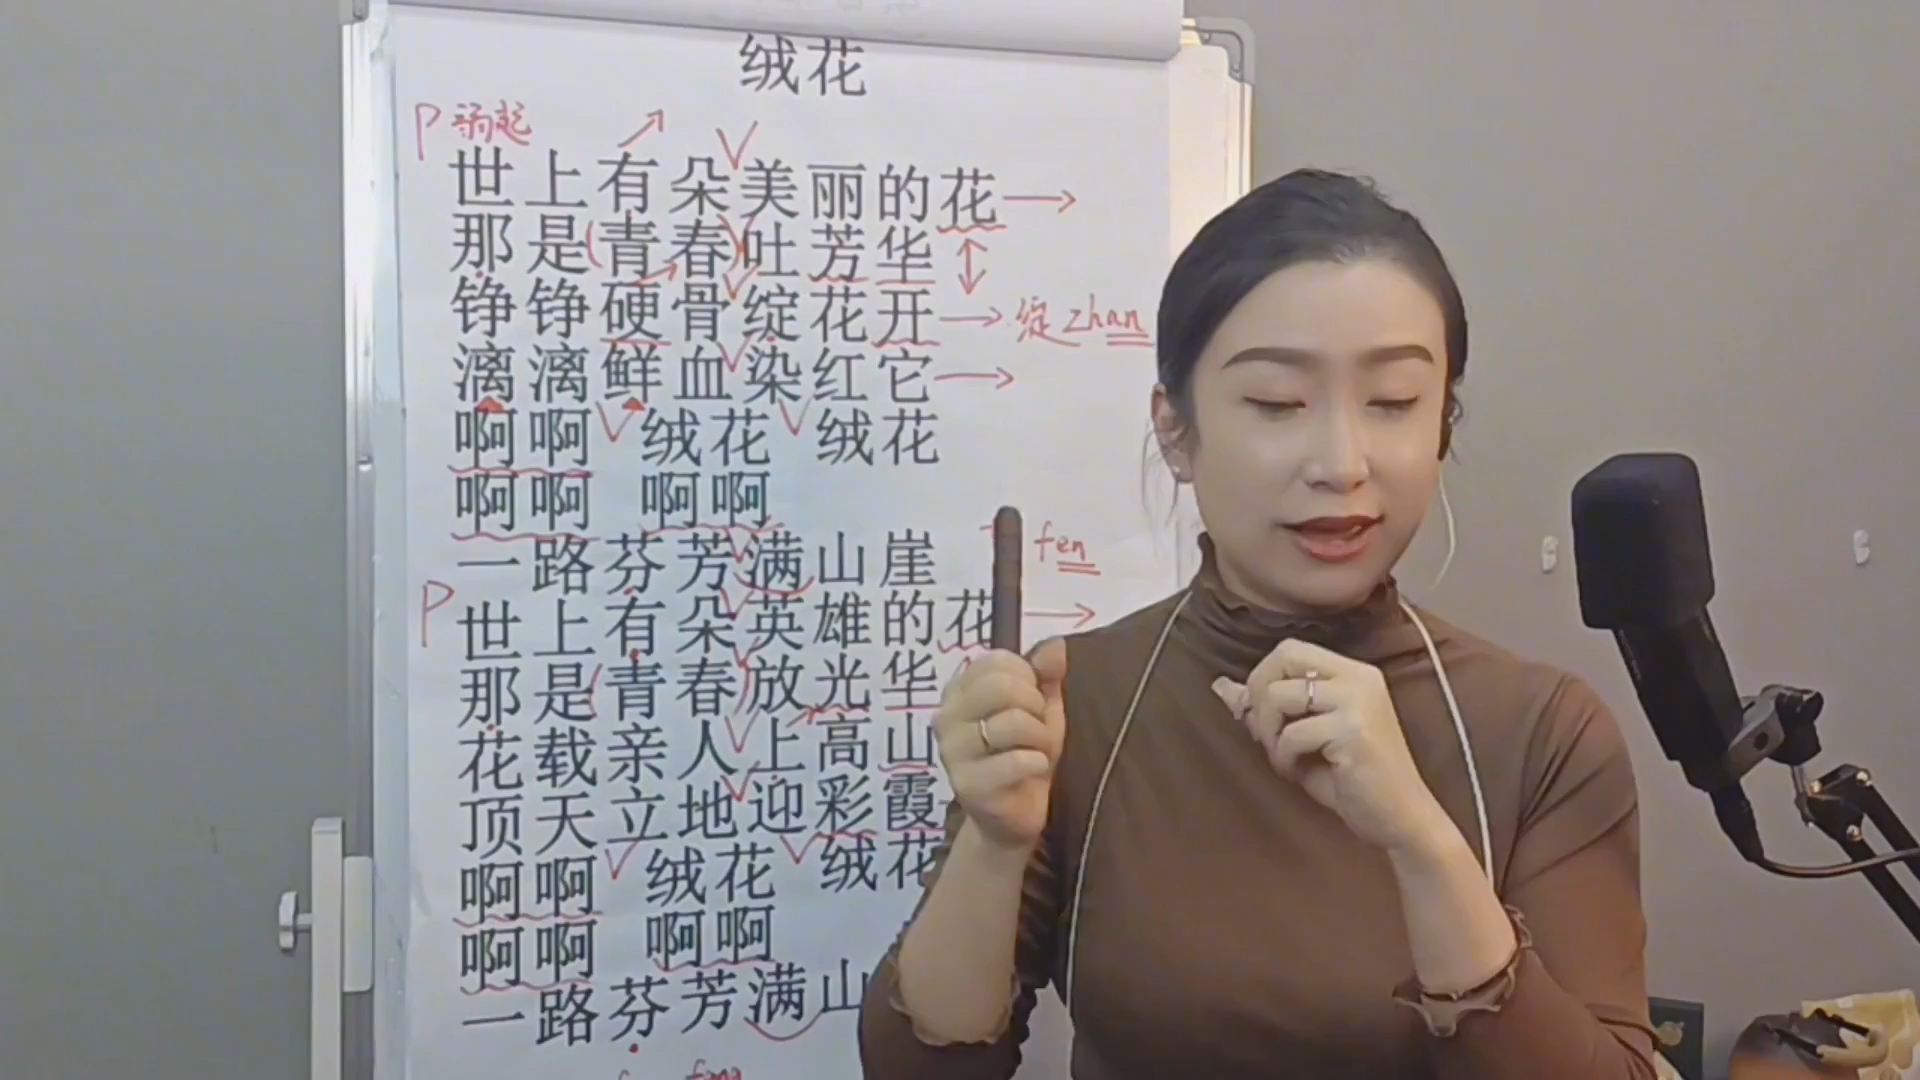 绒花
P 弱起
世上有朵美丽的花
那是(青春)吐芳华
铮铮硬骨绽花开 绽 zhan
漓漓鲜血染红它
啊啊 绒花 绒花
啊啊 啊啊
一路芬芳满山崖 fen
P
世上有朵英雄的花
那是(青春)放光华
花载亲人上高山
顶天立地迎彩霞
啊啊 绒花 绒花
啊啊 啊啊
一路芬芳满山